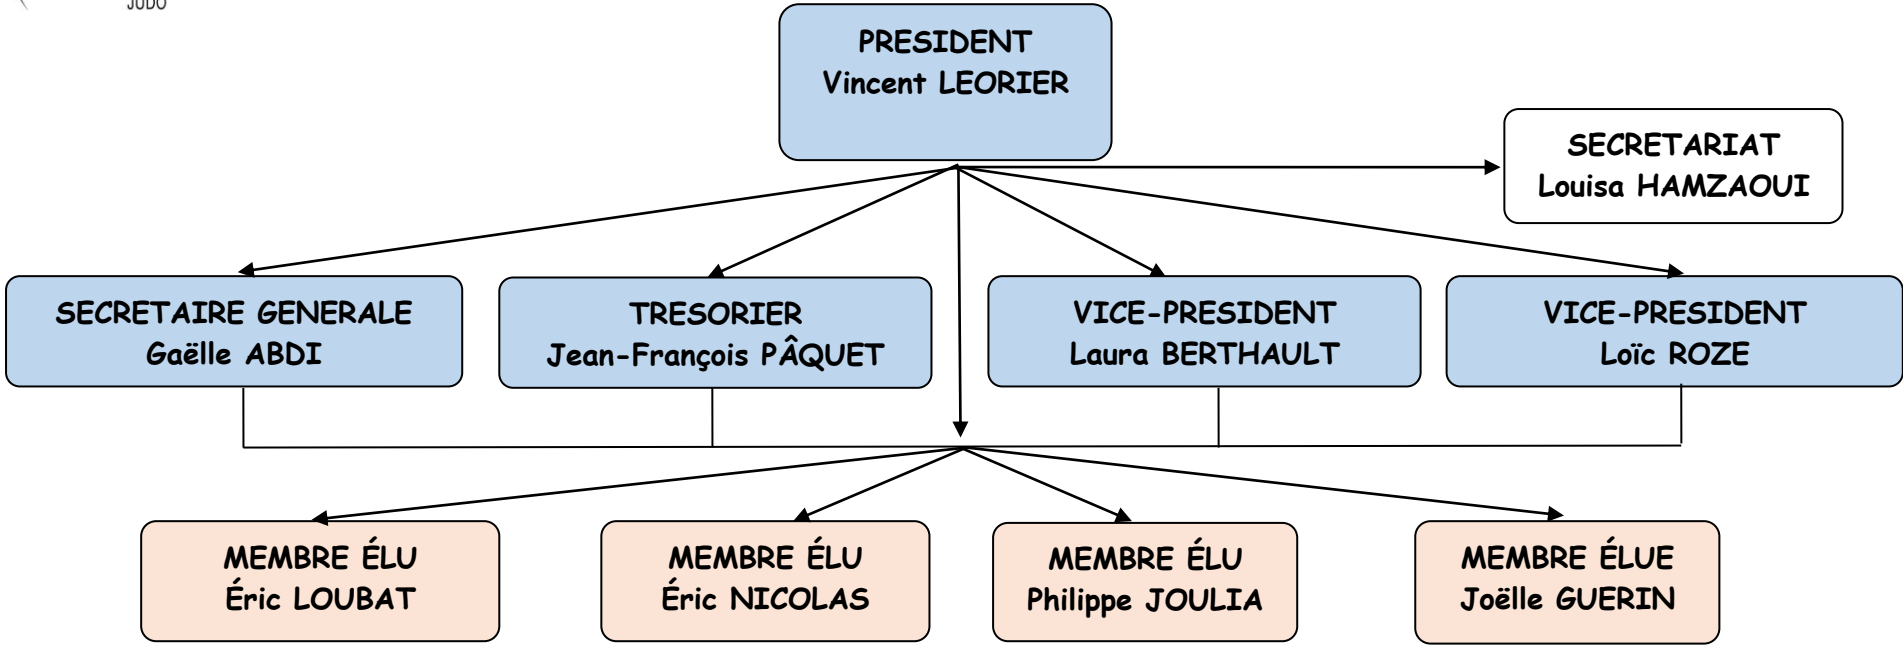 JUDO
PRESIDENT
Vincent LEORIER
SECRETARIAT
Louisa HAMZAOUI
SECRETAIRE GENERALE
Gaëlle ABDI
TRESORIER
Jean-François PÂQUET
VICE-PRESIDENT
Laura BERTHAULT
VICE-PRESIDENT
Loïc ROZE
MEMBRE ÉLU
Éric LOUBAT
MEMBRE ÉLU
Éric NICOLAS
MEMBRE ÉLU
Philippe JOULIA
MEMBRE ÉLUE
Joëlle GUERIN